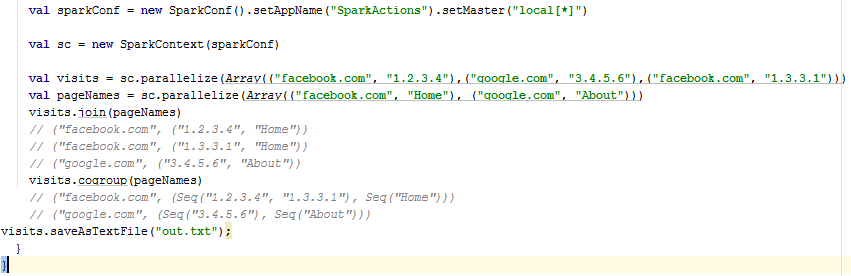 val sparkConf = new SparkConf().setAppName("SparkActions").setMaster("local[*]")
val sc = new SparkContext(sparkConf)
val visits = sc.parallelize(Array(("facebook.com", "1.2.3.4"),("google.com", "3.4.5.6"),("facebook.com", "1.3.3.1")))
val pageNames = sc.parallelize(Array(("facebook.com", "Home"), ("google.com", "About")))
visits.join(pageNames)
// ("facebook.com", ("1.2.3.4", "Home"))
// ("facebook.com", ("1.3.3.1", "Home"))
// ("google.com", ("3.4.5.6", "About"))
visits.cogroup(pageNames)
// ("facebook.com", (Seq("1.2.3.4", "1.3.3.1"), Seq("Home")))
// ("google.com", (Seq("3.4.5.6"), Seq("About")))
visits.saveAsTextFile("out.txt");
}
}